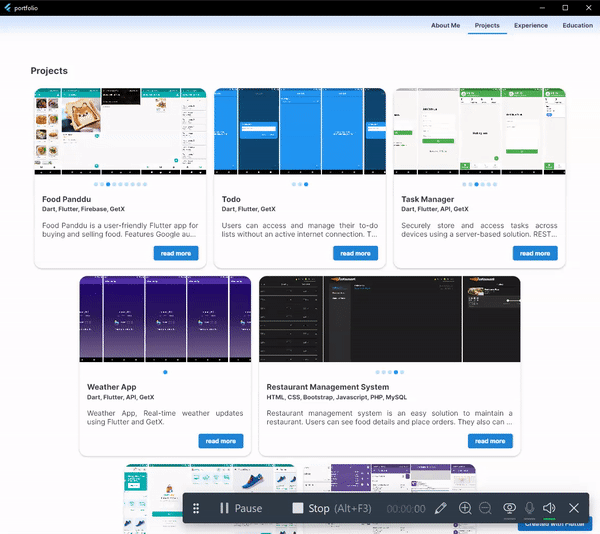 portfolio
About Me
Projects
Experience
Education
Projects
Food Panddu
Dart, Flutter, Firebase, GetX
Food Panddu is a user-friendly Flutter app for
buying and selling food. Features Google au...
read more
Todo
Dart, Flutter, GetX
Users can access and manage their to-do
lists without an active internet connection. T...
read more
Task Manager
Dart, Flutter, API, GetX
Securely store and access tasks across
devices using a server-based solution. REST...
read more
Weather App
Dart, Flutter, API, GetX
Weather App, Real-time weather updates
using Flutter and GetX.
read more
Restaurant Management System
HTML, CSS, Bootstrap, Javascript, PHP, MySQL
Restaurant management system is an easy solution to maintain a
restaurant. Users can see food details and place orders. They also can ...
read more
Pause
Stop (Alt+F3)
00:00:00
Created with Flutter